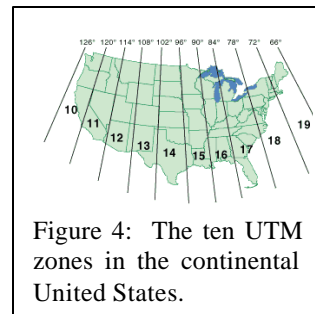 126° 120° 114° 108° 102° 96° 90° 84° 78° 72° 66°
10
11
12
13
14
15
16
17
18
19
Figure 4: The ten UTM
zones in the continental
United States.